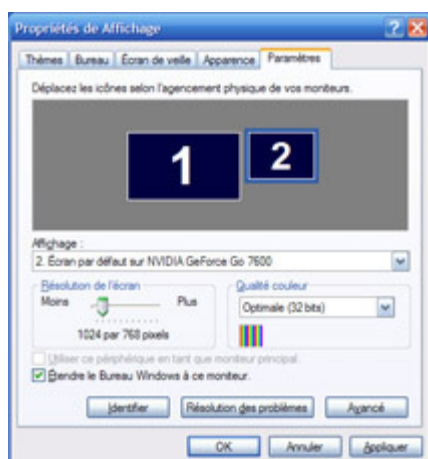 Propriétés de Affichage
Thèmes Bureau Écran de veille Apparence Paramètres
Déplacez les icônes selon l'agencement physique de vos moniteurs.
1 2
Affichage :
2. Écran par défaut sur NVIDIA GeForce Go 7600
Résolution de l'écran Qualité couleur
Moins Plus Optimale (32 bits)
1024 par 768 pixels
Utiliser ce périphérique en tant que moniteur principal.
Étendre le Bureau Windows à ce moniteur.
Identifier Résolution des problèmes Avancé
OK Annuler Appliquer